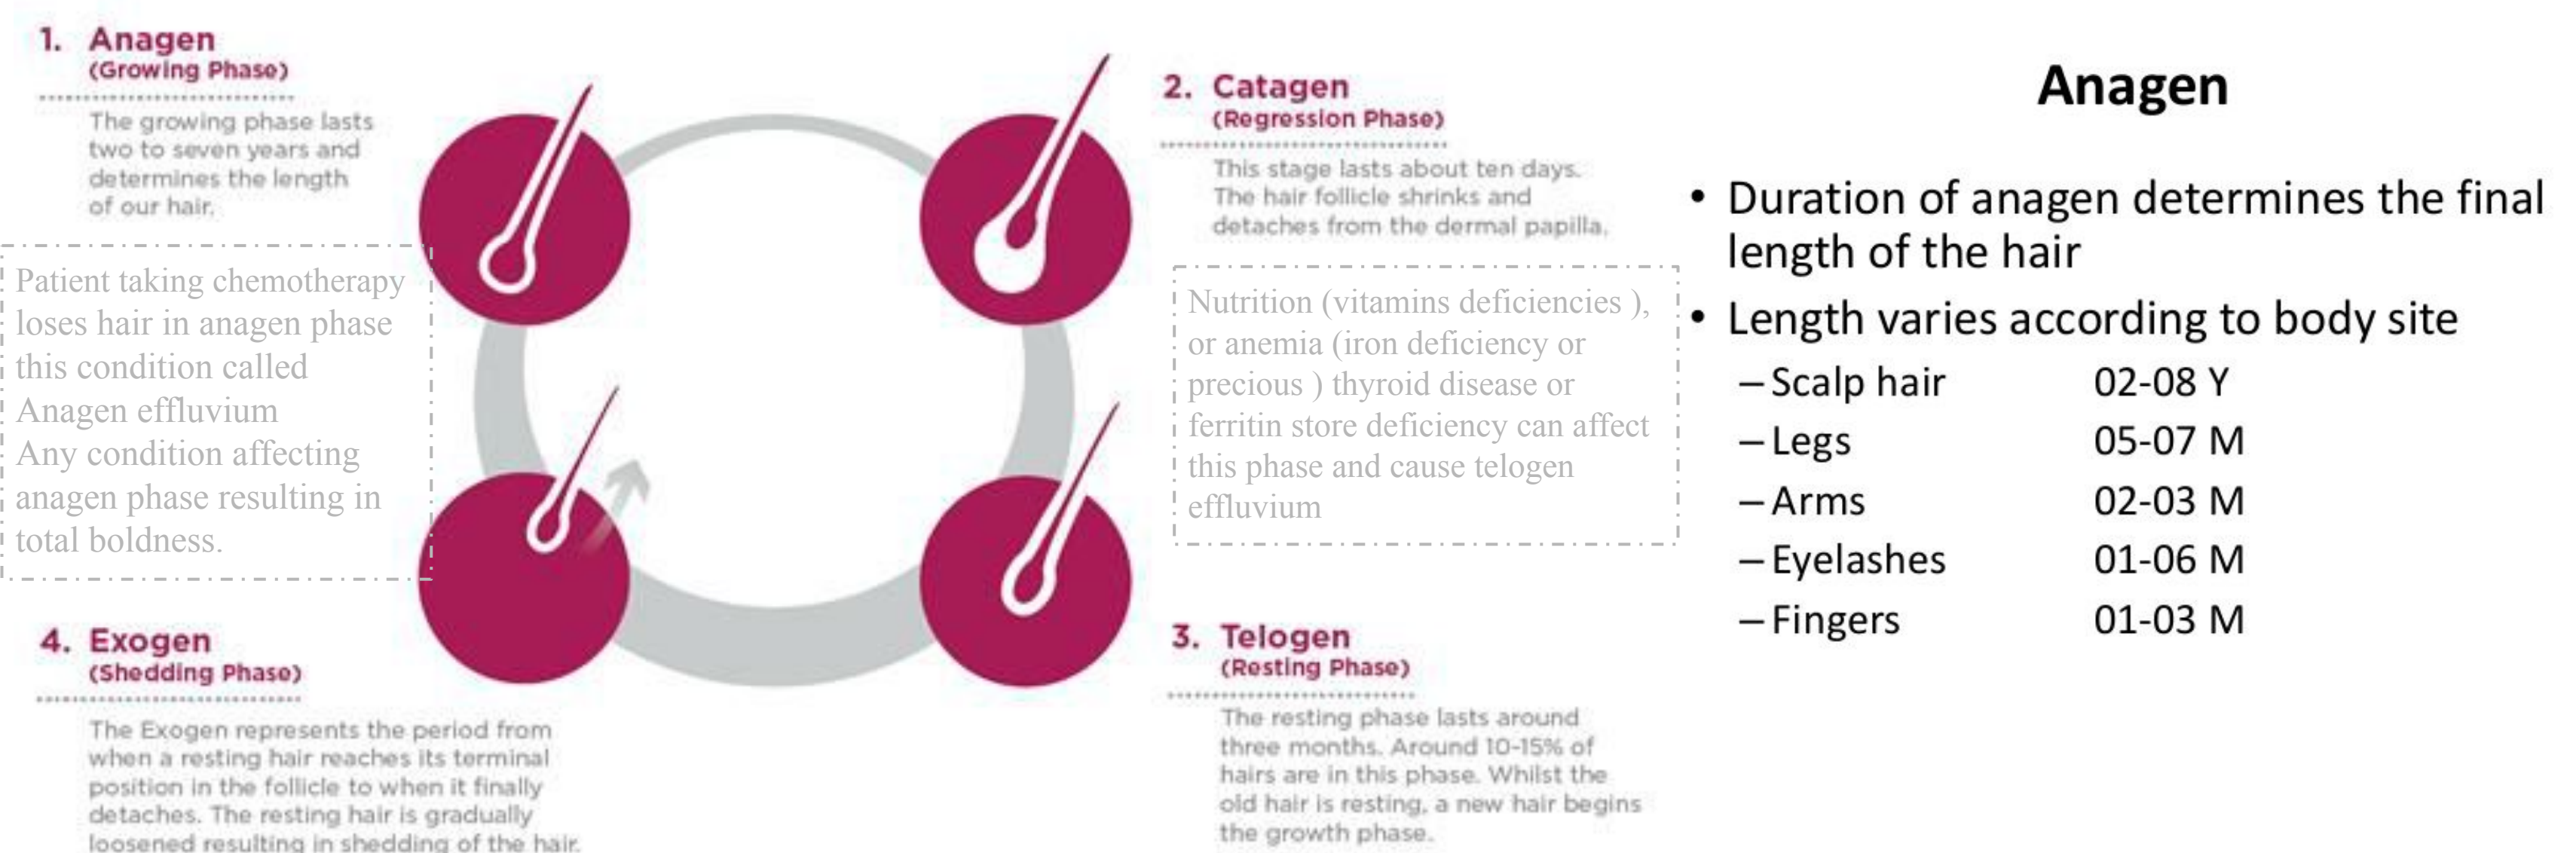 1. Anagen
(Growing Phase)
The growing phase lasts
two to seven years and
determines the length
of our hair.
Patient taking chemotherapy
loses hair in anagen phase
this condition called
Anagen effluvium
Any condition affecting
anagen phase resulting in
total boldness.
2. Catagen
(Regression Phase)
This stage lasts about ten days.
The hair follicle shrinks and
detaches from the dermal papilla.
Nutrition (vitamins deficiencies ),
or anemia (iron deficiency or
precious ) thyroid disease or
ferritin store deficiency can affect
this phase and cause telogen
effluvium
3. Telogen
(Resting Phase)
The resting phase lasts around
three months. Around 10-15% of
hairs are in this phase. Whilst the
old hair is resting, a new hair begins
the growth phase.
4. Exogen
(Shedding Phase)
The Exogen represents the period from
when a resting hair reaches its terminal
position in the follicle to when it finally
detaches. The resting hair is gradually
loosened resulting in shedding of the hair.
Anagen
• Duration of anagen determines the final
length of the hair
• Length varies according to body site
– Scalp hair 02-08 Y
– Legs 05-07 M
– Arms 02-03 M
– Eyelashes 01-06 M
– Fingers 01-03 M